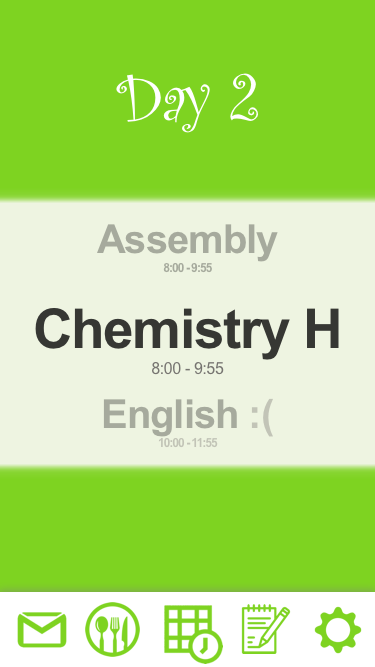 Day 2
Assembly
8:00 - 9:55
Chemistry H
8:00 - 9:55
English :(
10:00 - 11:55